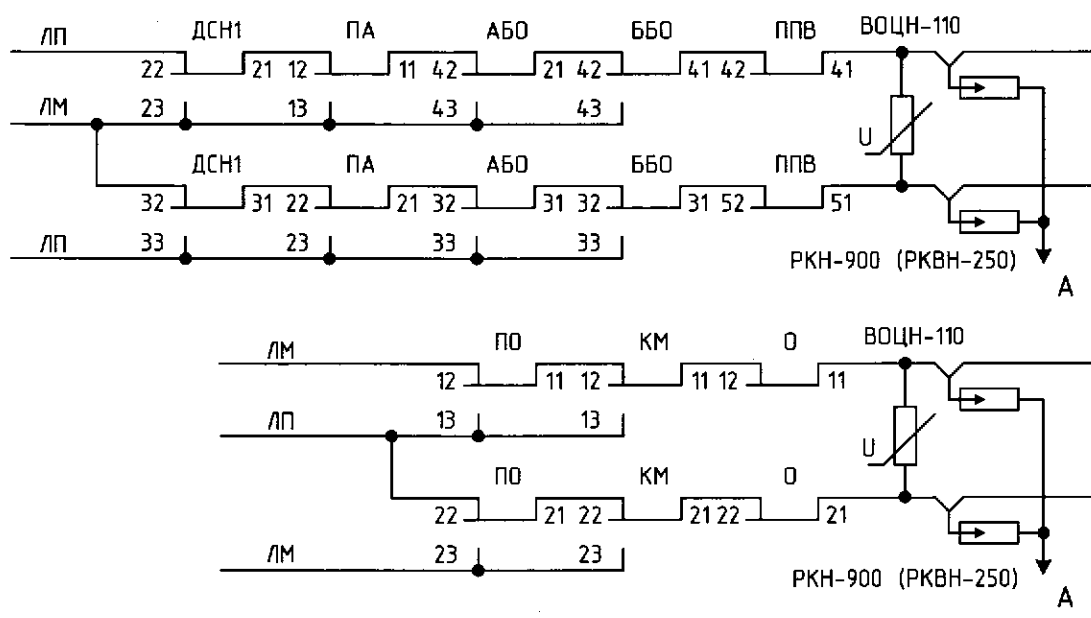 ЛП ДСН1 ПА АБО ББО ППВ ВОЦН-110
22 21 12 11 42 21 42 41 42 41
ЛМ 23 13 43 43
U
ДСН1 ПА АБО ББО ППВ
32 31 22 21 32 31 32 31 52 51
ЛП 33 23 33 33
РКН-900 (РКВН-250)
А
ЛМ ПО КМ О ВОЦН-110
12 11 12 11 12 11
ЛП 13 13
U
ПО КМ О
22 21 22 21 22 21
ЛМ 23 23
РКН-900 (РКВН-250)
А